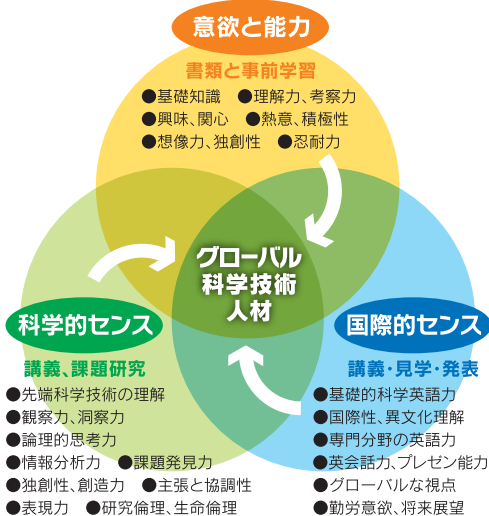 意欲と能力
書類と事前学習
●基礎知識 ●理解力、考察力
●興味、関心 ●熱意、積極性
●想像力、独創性 ●忍耐力
グローバル
科学技術
人材
科学的センス
講義、課題研究
●先端科学技術の理解
●観察力、洞察力
●論理的思考力
●情報分析力 ●課題発見力
●独創性、創造力 ●主張と協調性
●表現力 ●研究倫理、生命倫理
国際的センス
講義・見学・発表
●基礎的科学英語力
●国際性、異文化理解
●専門分野の英語力
●英会話力、プレゼン能力
●グローバルな視点
●勤労意欲、将来展望